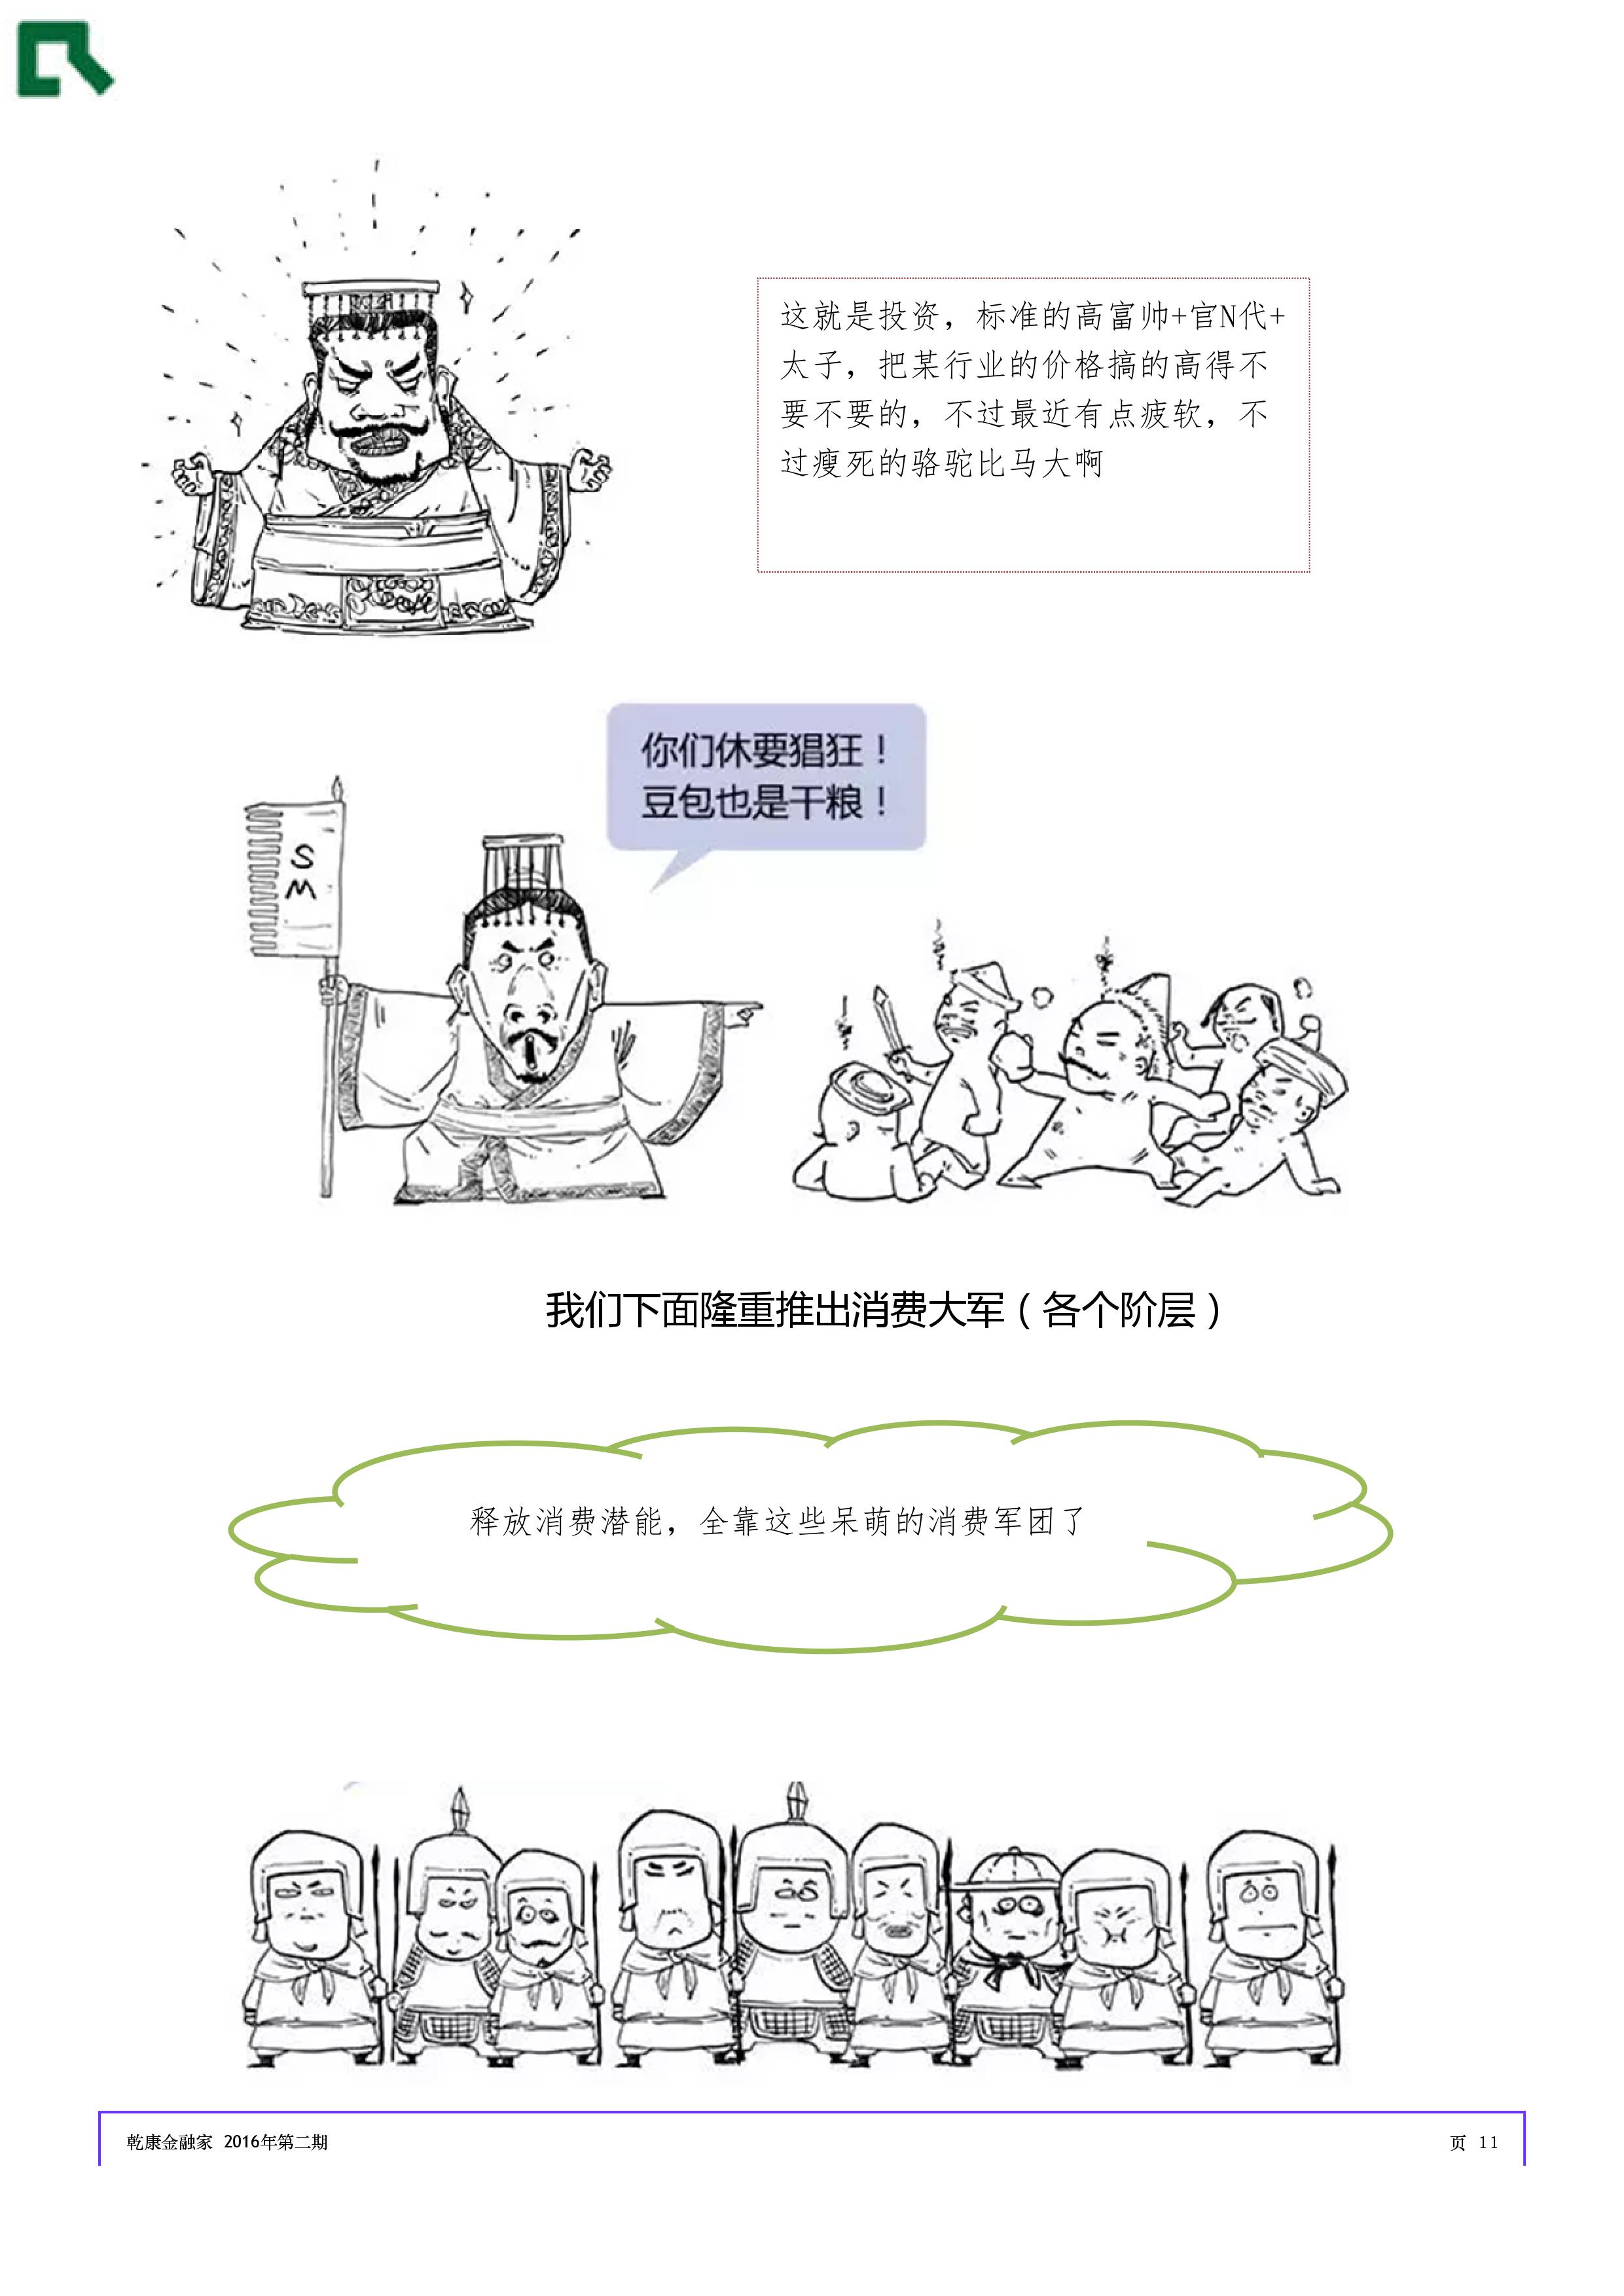 这就是投资，标准的高富帅+官N代+
太子，把某行业的价格搞的高得不
要不要的，不过最近有点疲软，不
过瘦死的骆驼比马大啊
你们休要猖狂！
豆包也是干粮！
S
M
我们下面隆重推出消费大军（各个阶层）
释放消费潜能，全靠这些呆萌的消费军团了
乾康金融家 2016年第二期
页 11